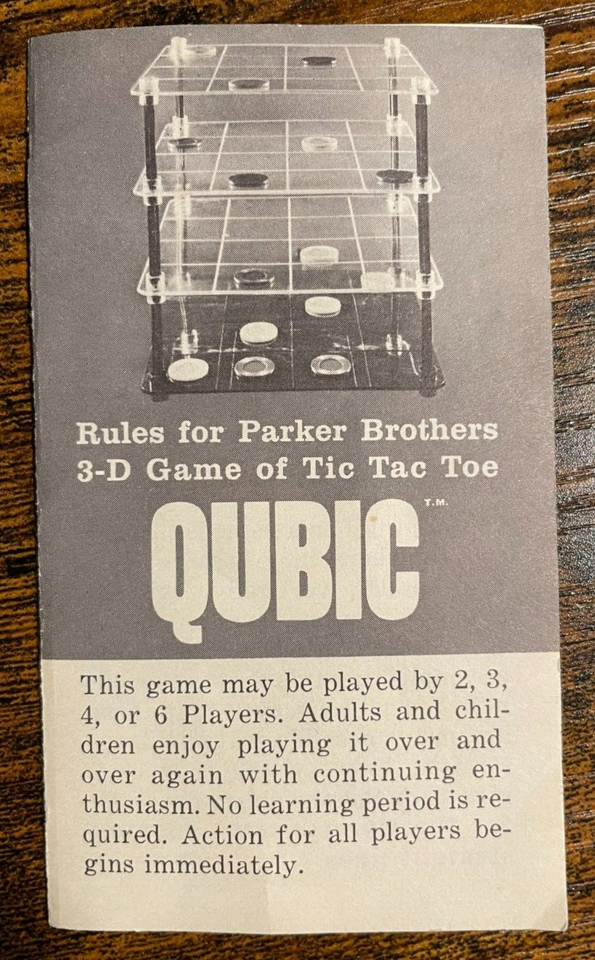 Rules for Parker Brothers
3-D Game of Tic Tac Toe
QUBIC T.M.
This game may be played by 2, 3,
4, or 6 Players. Adults and chil-
dren enjoy playing it over and
over again with continuing en-
thusiasm. No learning period is re-
quired. Action for all players be-
gins immediately.